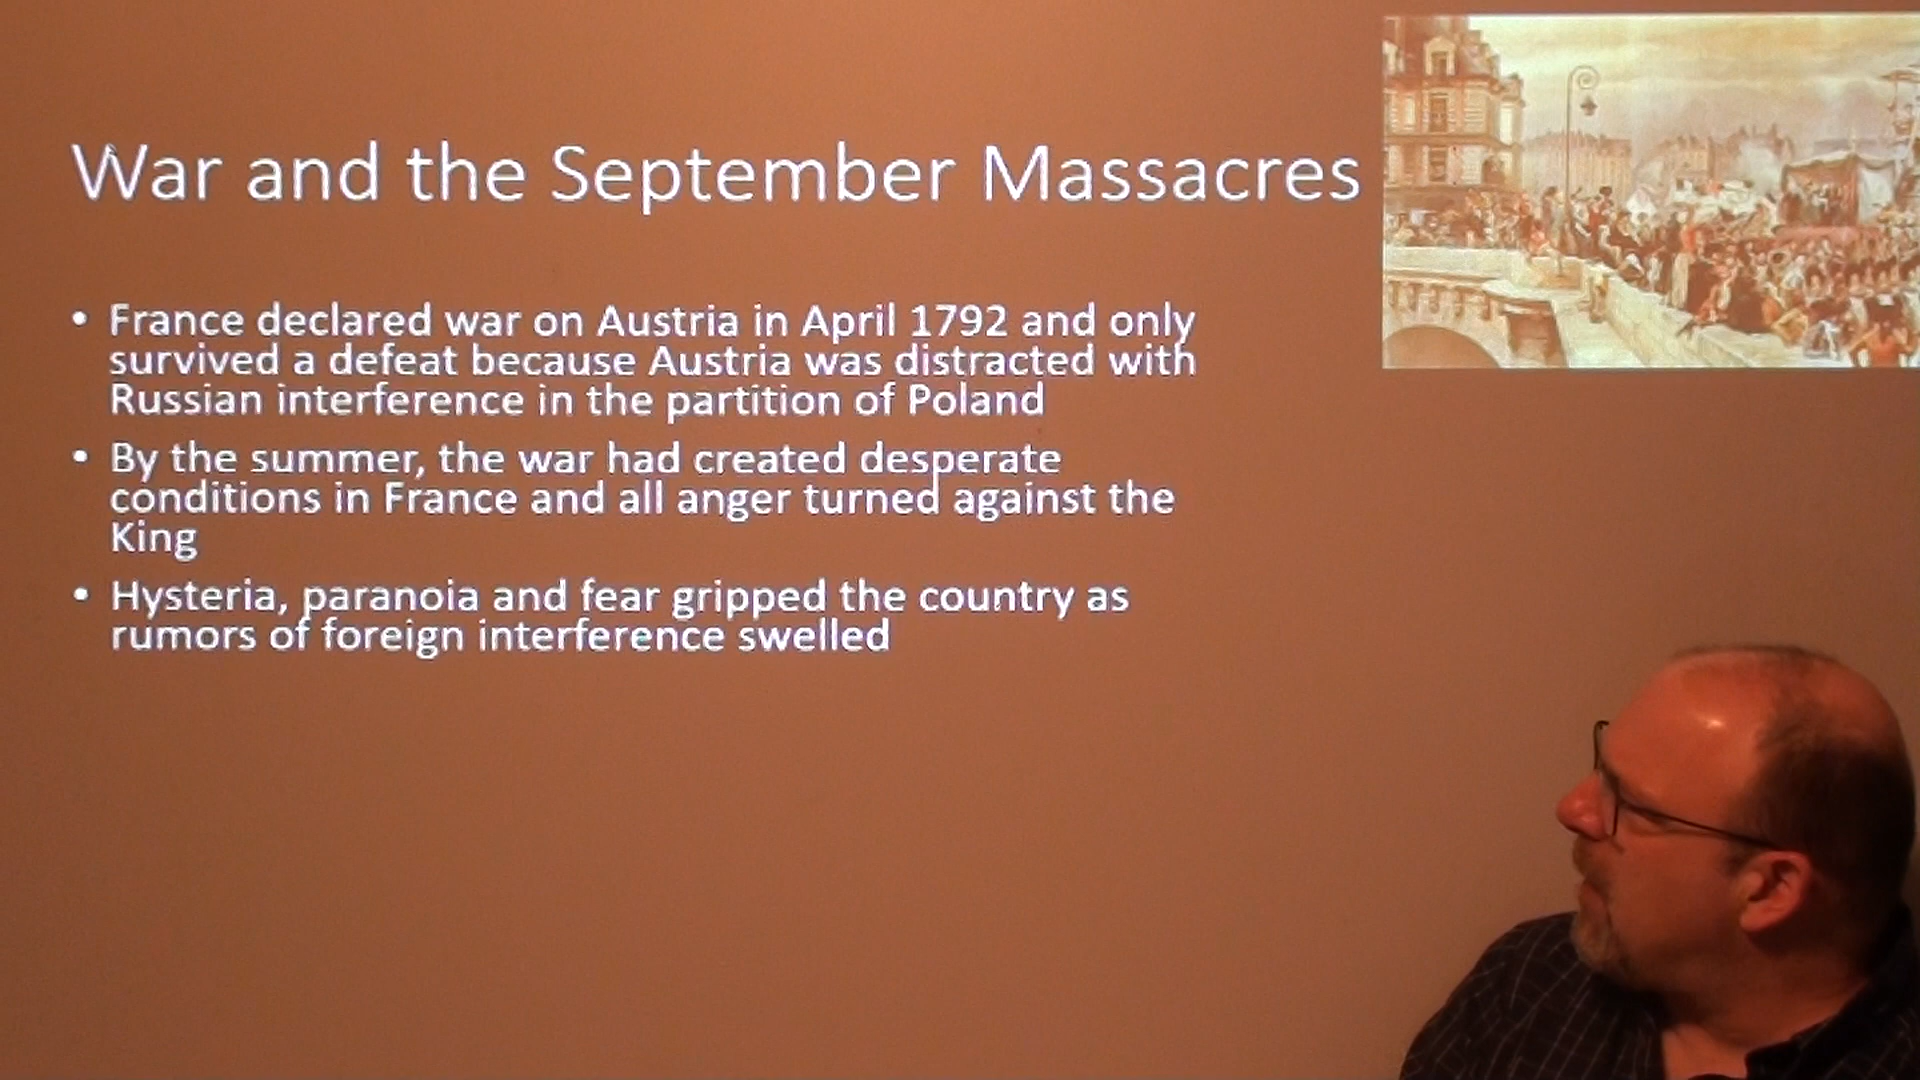 War and the September Massacres
• France declared war on Austria in April 1792 and only
survived a defeat because Austria was distracted with
Russian interference in the partition of Poland
• By the summer, the war had created desperate
conditions in France and all anger turned against the
King
• Hysteria, paranoia and fear gripped the country as
rumors of foreign interference swelled